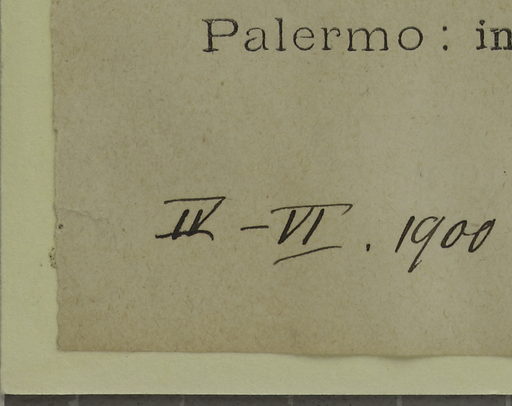 Palermo : in
IV - VI . 1900